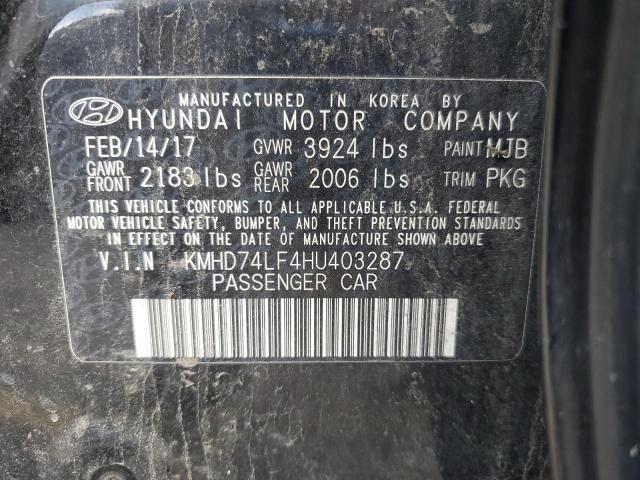 MANUFACTURED IN KOREA BY
HYUNDAI MOTOR COMPANY
FEB/14/17 GVWR 3924 lbs PAINT MJB
GAWR FRONT 2183 lbs GAWR REAR 2006 lbs TRIM PKG
THIS VEHICLE CONFORMS TO ALL APPLICABLE U.S.A. FEDERAL
MOTOR VEHICLE SAFETY, BUMPER, AND THEFT PREVENTION STANDARDS
IN EFFECT ON THE DATE OF MANUFACTURE SHOWN ABOVE.
V.I.N KMHD74LF4HU403287
PASSENGER CAR